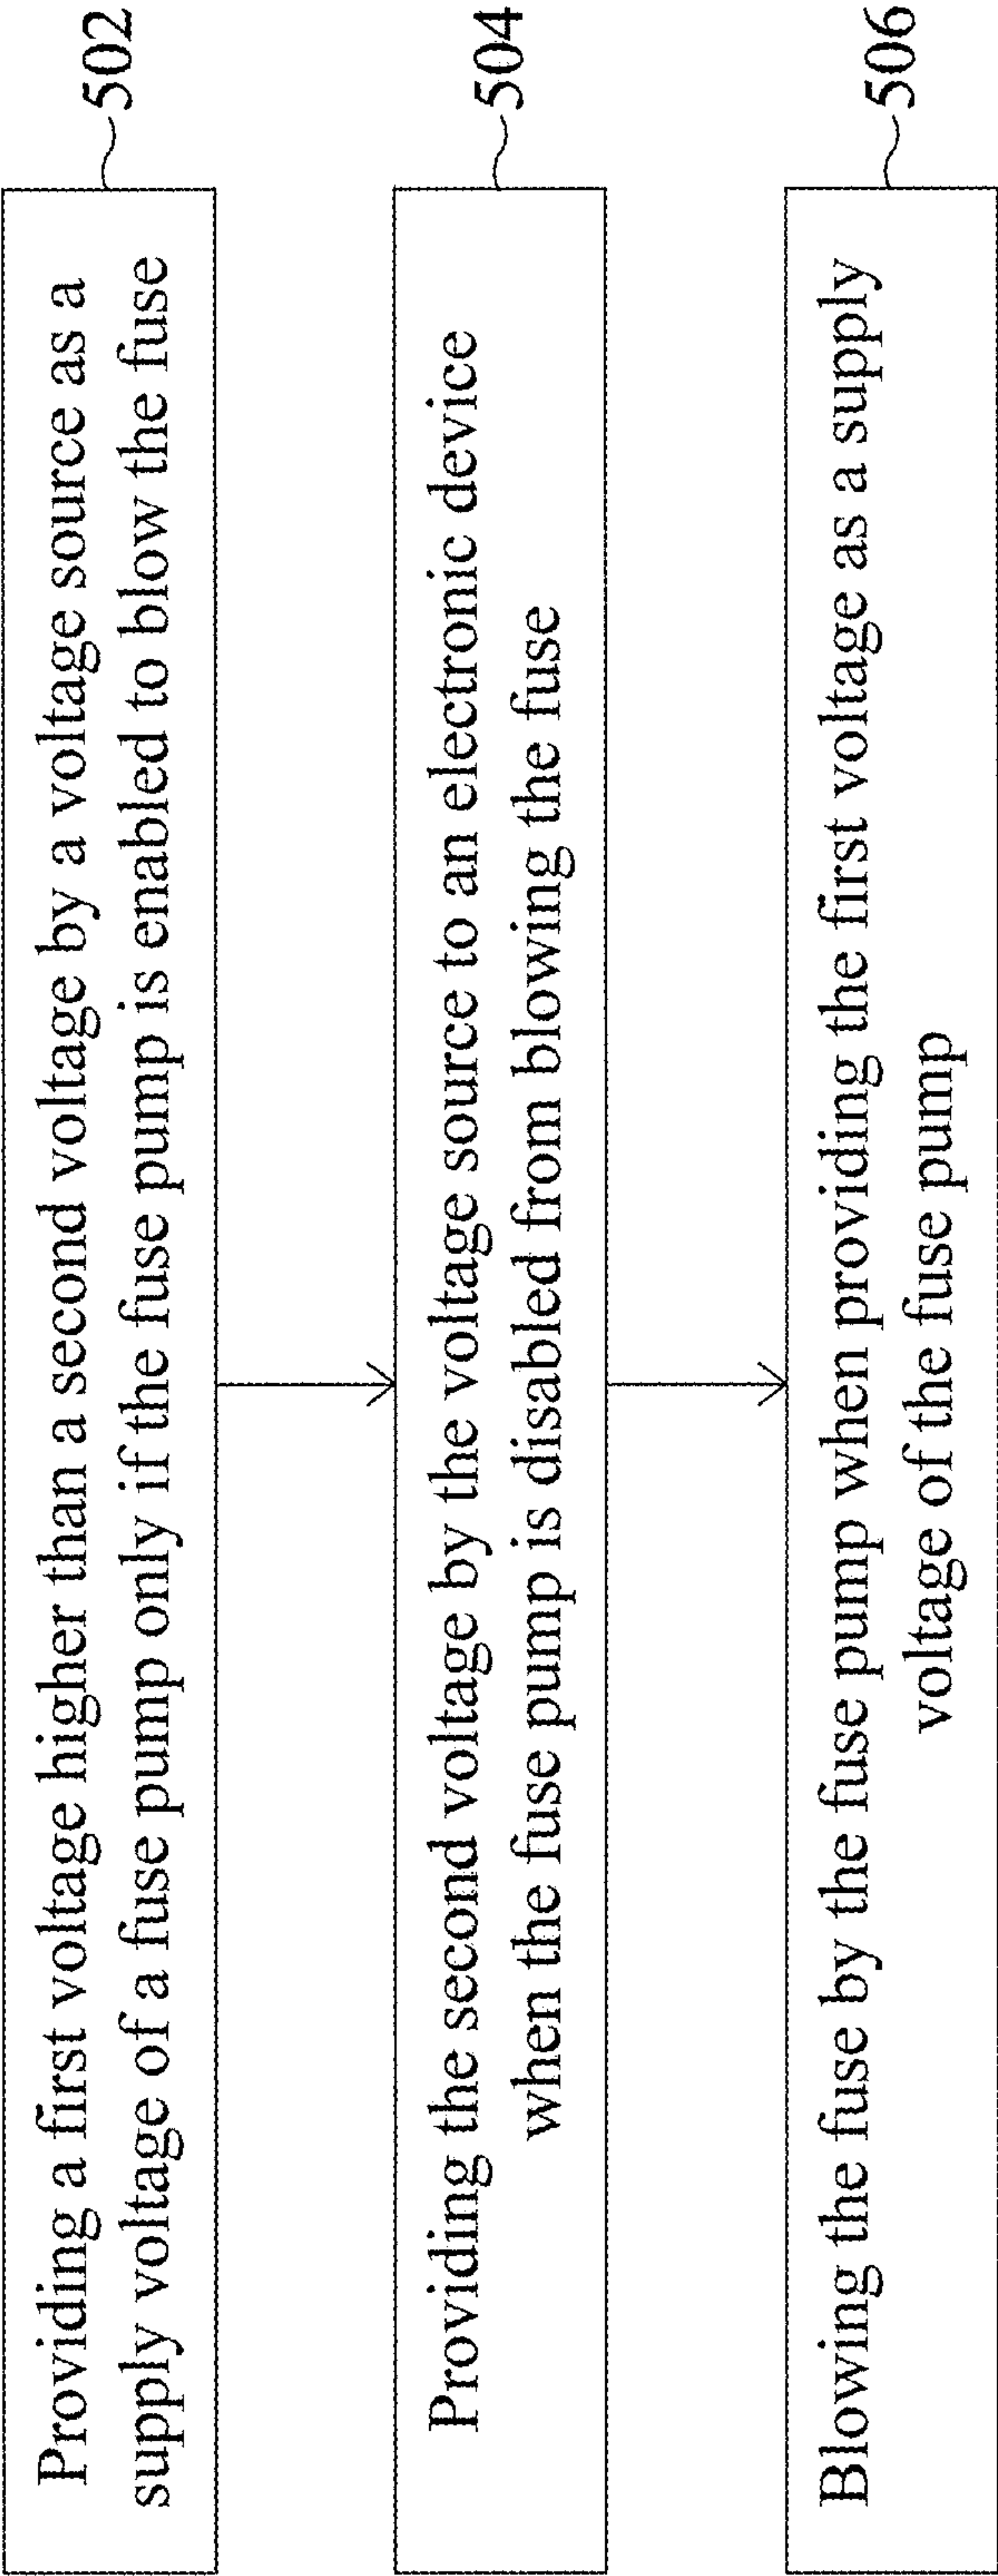 Providing a first voltage higher than a second voltage by a voltage source as a
supply voltage of a fuse pump only if the fuse pump is enabled to blow the fuse
502
Providing the second voltage by the voltage source to an electronic device
when the fuse pump is disabled from blowing the fuse
504
Blowing the fuse by the fuse pump when providing the first voltage as a supply
voltage of the fuse pump
506